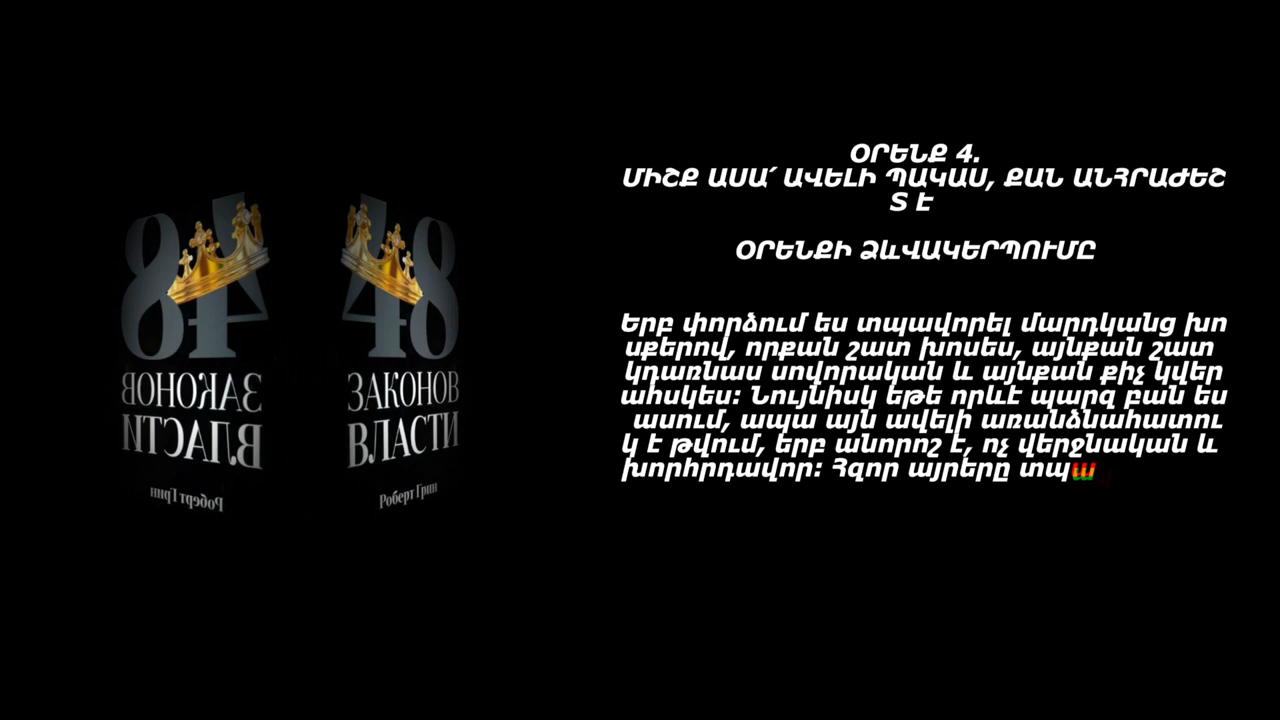 48
ЗАКОНОВ
ВЛАСТИ
Роберт Грин
48
ЗАКОНОВ
ВЛАСТИ
Роберт Грин
ՕՐԵՆՔ 4.
ՄԻՇՔ ԱՍԱ՛ ԱՎԵԼԻ ՊԱԿԱՍ, ՔԱՆ ԱՆՀՐԱԺԵՇ
Տ Է
ՕՐԵՆՔԻ ՁևՎԱԿԵՐՊՈՒՄԸ
Երբ փորձում ես տպավորել մարդկանց խո
սքերով, որքան շատ խոսես, այնքան շատ
կդառնաս սովորական և այնքան քիչ կվեր
ահսկես: Նույնիսկ եթե որևէ պարզ բան ես
ասում, ապա այն ավելի առանձնահատու
կ է թվում, երբ անորոշ է, ոչ վերջնական և
խորհրդավոր: Հզոր այրերը տպա